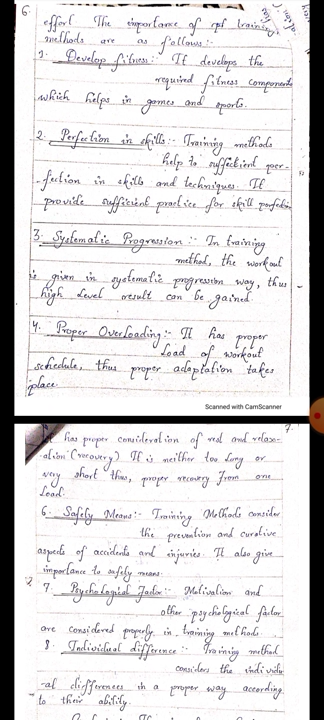 6.
effort The importance of training
methods are as follows:-
1. Develop fitness:- It develops the
required fitness components
which helps in games and sports.
2. Perfection in skills:- Training methods
help to suffectient per-
-fection in skills and techniques. It
provide sufficient practice for skill perfection
3. Systematic Progression:- In training
method, the workout
is given in systematic progression way, thus
high level result can be gained
4. Proper Overloading:- It has proper
load of workout
schedule, thus proper adaptation takes
place.
Scanned with CamScanner
7.
It has proper consideration of rest and relax-
-ation (recovery) It is neither too long or
very short thus, proper recovery from one
load.
6. Safely Means:- Training Methods consider
the prevention and curative
aspects of accidents and injuries. It also give
importance to safely means.
7. Psychological factor:- Motivation and
other psychological factor
are considered properly in training methods.
8. Individual difference:- Training method
considers the individu
-al differences in a proper way according
to their ability.